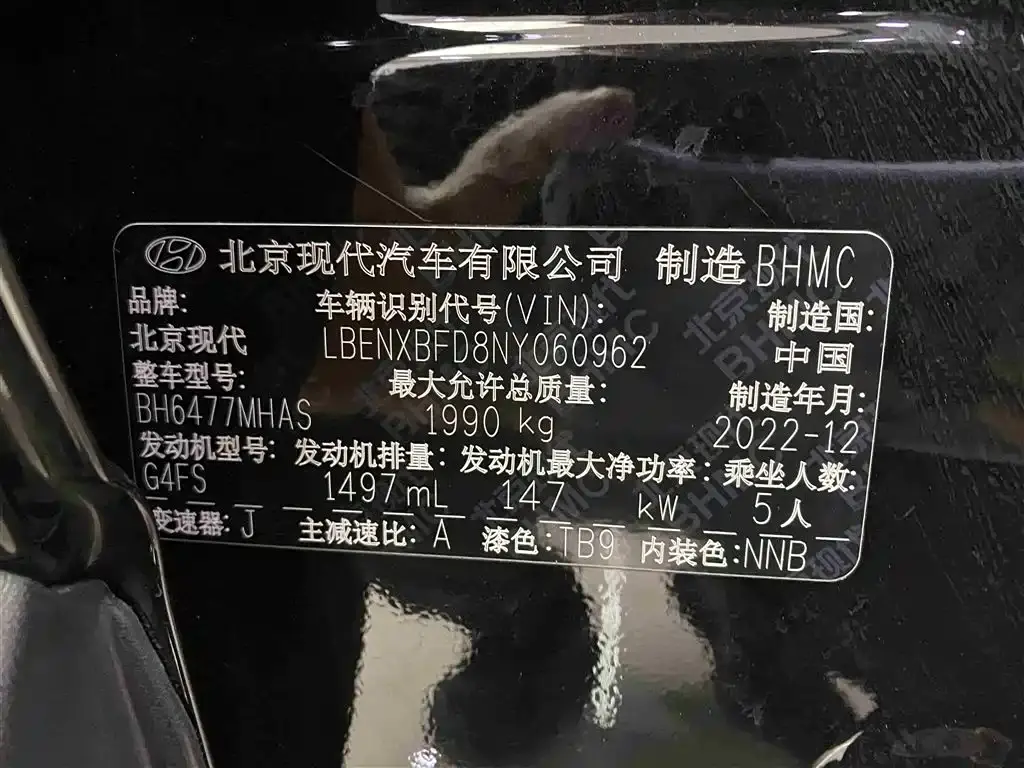 北京现代汽车有限公司 制造 BHMC
品牌: 车辆识别代号(VIN): 制造国:
北京现代 LBENXBFD8NY060962 中国
整车型号: 最大允许总质量: 制造年月:
BH6477MHAS 1990 kg 2022-12
发动机型号: 发动机排量: 发动机最大净功率: 乘坐人数:
G4FS 1497 mL 147 kW 5人
变速器: J 主减速比: A 漆色:TB9 内装色:NNB